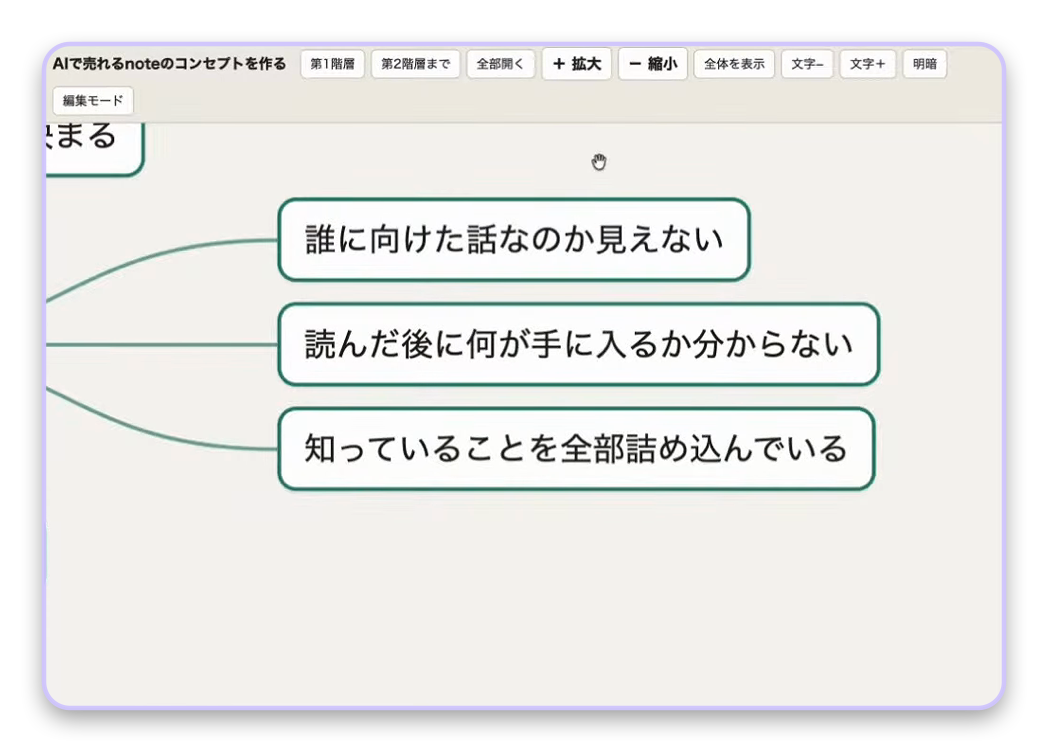 AIで売れるnoteのコンセプトを作る 第1階層 第2階層まで 全部開く + 拡大 − 縮小 全体を表示 文字− 文字+ 明暗
編集モード
まる
誰に向けた話なのか見えない
読んだ後に何が手に入るか分からない
知っていることを全部詰め込んでいる